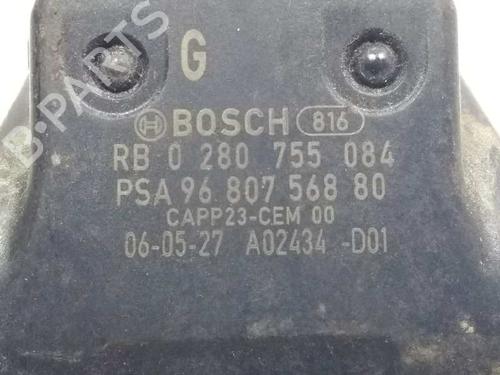 G
BOSCH 816
RB 0 280 755 084
PSA 96 807 568 80
CAPP23-CEM 00
06-05-27 A02434 -D01
B-PARTS
B-PARTS